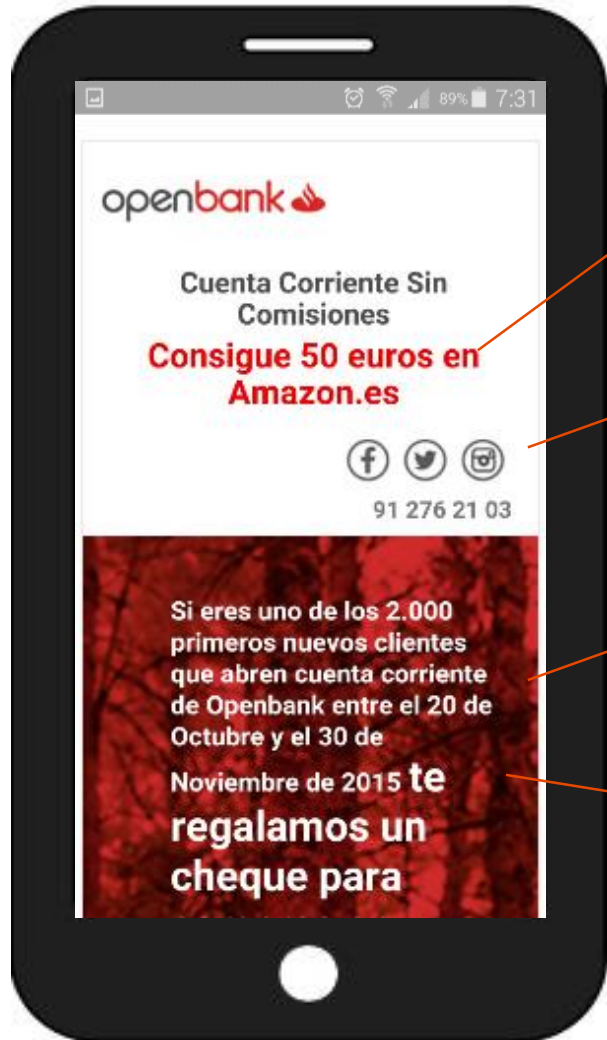 89% 7:31
openbank
Cuenta Corriente Sin
Comisiones
Consigue 50 euros en
Amazon.es
91 276 21 03
Si eres uno de los 2.000
primeros nuevos clientes
que abren cuenta corriente
de Openbank entre el 20 de
Octubre y el 30 de
Noviembre de 2015 te
regalamos un
cheque para